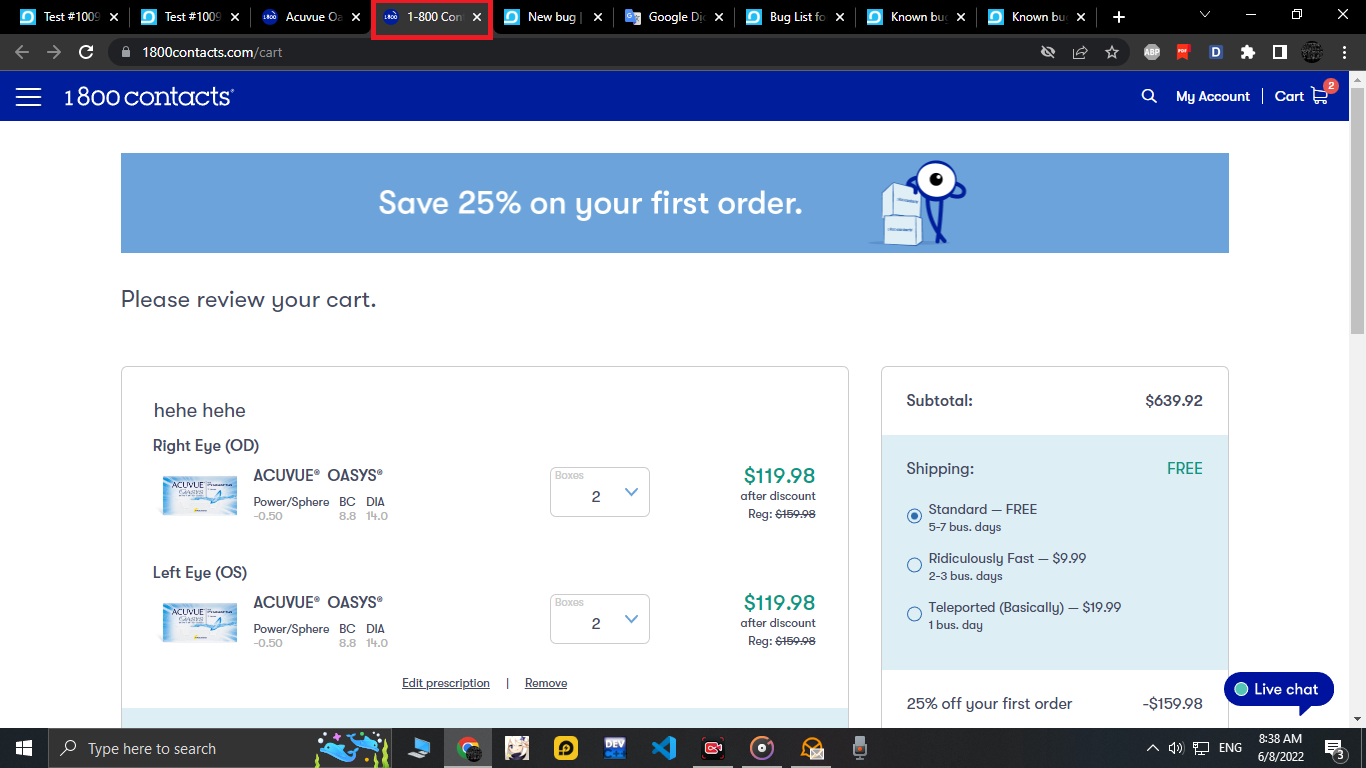 Test #1009
Test #1009
Acuvue Oa
1-800 Con
New bug |
Google Dịc
Bug List fo
Known bug
Known bug
1800contacts.com/cart
ABP
PDF
D
1 800 contacts
My Account
Cart
2
Save 25% on your first order.
Please review your cart.
hehe hehe
Right Eye (OD)
ACUVUE® OASYS®
Power/Sphere BC DIA
-0.50 8.8 14.0
Boxes
2
$119.98
after discount
Reg: $159.98
Left Eye (OS)
ACUVUE® OASYS®
Power/Sphere BC DIA
-0.50 8.8 14.0
Boxes
2
$119.98
after discount
Reg: $159.98
Edit prescription | Remove
Subtotal: $639.92
Shipping: FREE
Standard — FREE
5-7 bus. days
Ridiculously Fast — $9.99
2-3 bus. days
Teleported (Basically) — $19.99
1 bus. day
25% off your first order -$159.98
Live chat
Type here to search
DEV
ENG
8:38 AM
6/8/2022
3